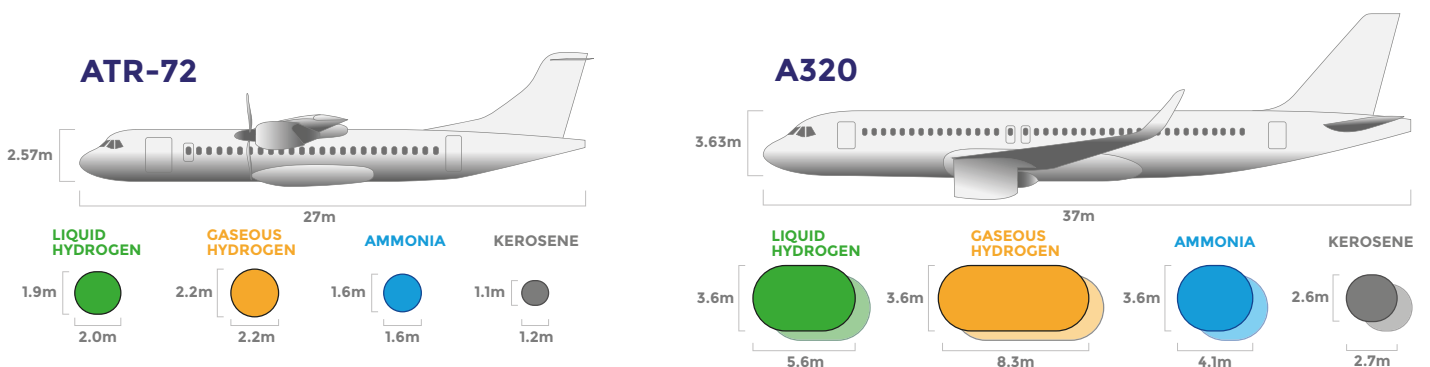 ATR-72
2.57m
27m
LIQUID
HYDROGEN
1.9m
2.0m
GASEOUS
HYDROGEN
2.2m
2.2m
AMMONIA
1.6m
1.6m
KEROSENE
1.1m
1.2m
A320
3.63m
37m
LIQUID
HYDROGEN
3.6m
5.6m
GASEOUS
HYDROGEN
3.6m
8.3m
AMMONIA
3.6m
4.1m
KEROSENE
2.6m
2.7m